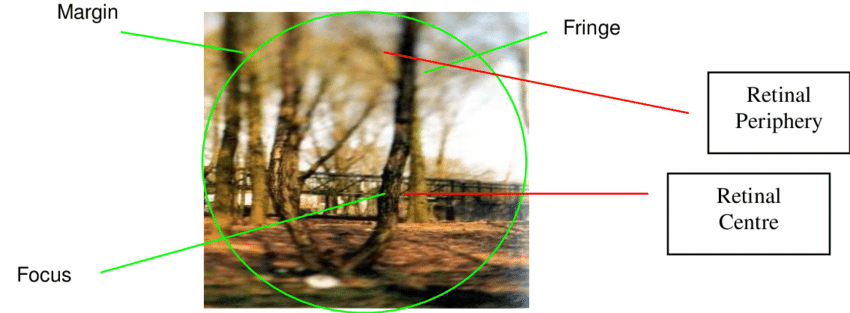 Margin
Fringe
Retinal
Periphery
Retinal
Centre
Focus